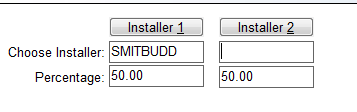 Installer 1 Installer 2
Choose Installer: SMITBUDD
Percentage: 50.00 50.00